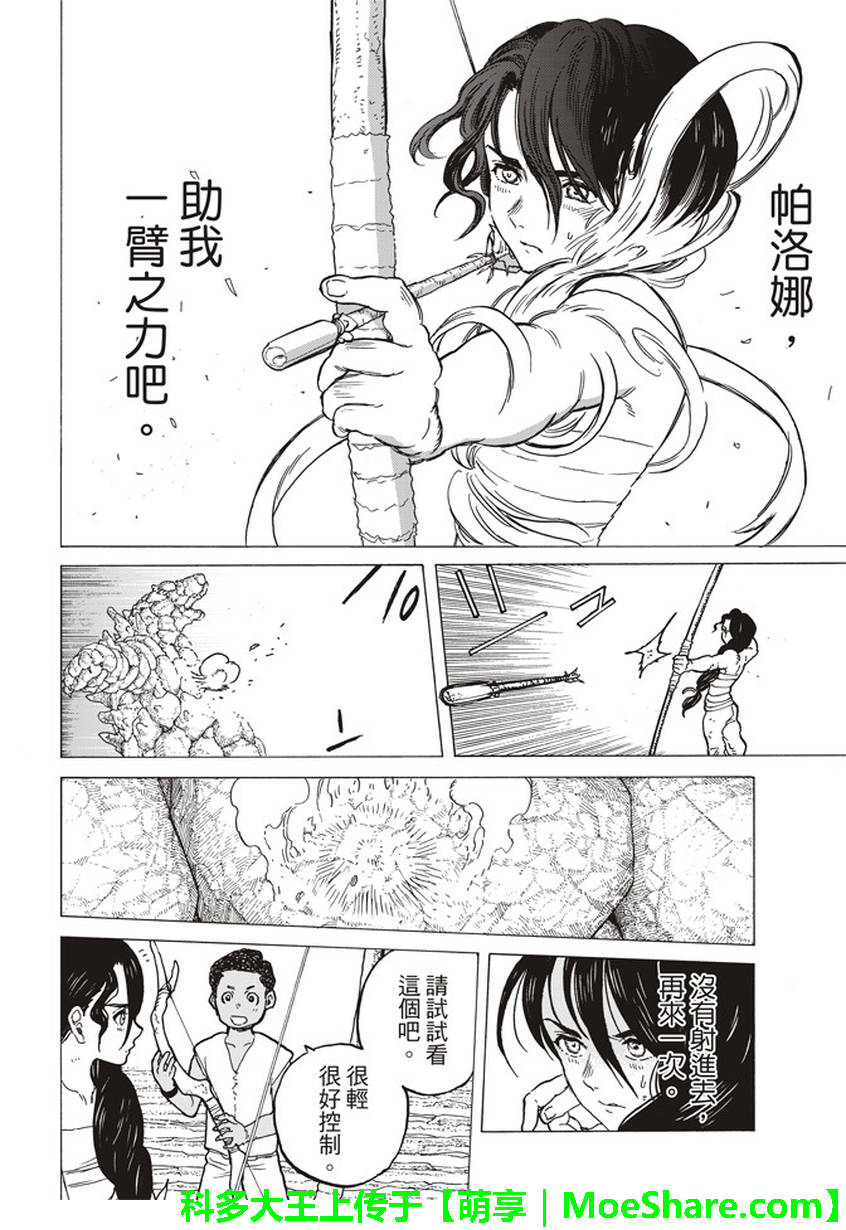 帕洛娜，
助我
一臂之力吧。
沒有射進去，
再來一次。
請試試看
這個吧。
很輕
很好控制。
科多大王上传于【萌享｜MoeShare.com】